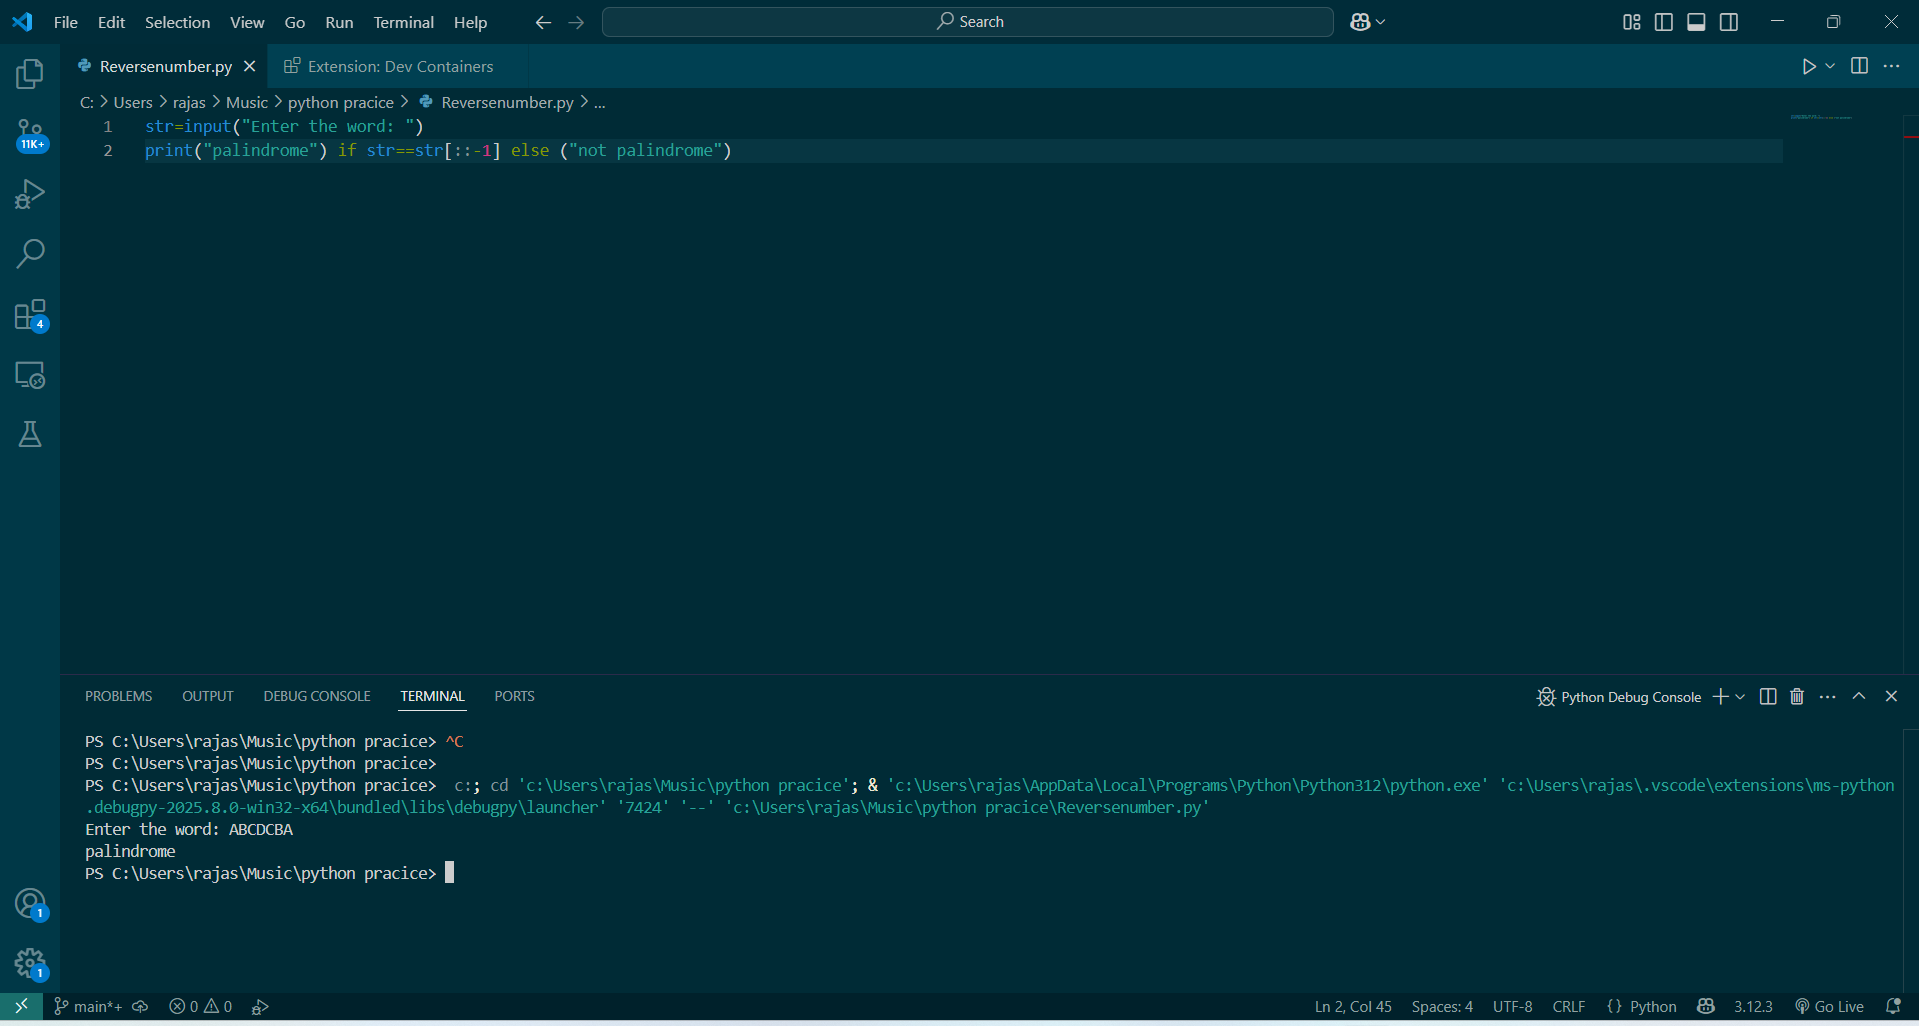 File Edit Selection View Go Run Terminal Help Search
Reversenumber.py Extension: Dev Containers
C: > Users > rajas > Music > python pracice > Reversenumber.py > ...
1 str=input("Enter the word: ")
2 print("palindrome") if str==str[::-1] else ("not palindrome")
11K+
4
PROBLEMS OUTPUT DEBUG CONSOLE TERMINAL PORTS Python Debug Console
PS C:\Users\rajas\Music\python pracice> ^C
PS C:\Users\rajas\Music\python pracice>
PS C:\Users\rajas\Music\python pracice>  c:; cd 'c:\Users\rajas\Music\python pracice'; & 'c:\Users\rajas\AppData\Local\Programs\Python\Python312\python.exe' 'c:\Users\rajas\.vscode\extensions\ms-python
.debugpy-2025.8.0-win32-x64\bundled\libs\debugpy\launcher' '7424' '--' 'c:\Users\rajas\Music\python pracice\Reversenumber.py'
Enter the word: ABCDCBA
palindrome
PS C:\Users\rajas\Music\python pracice>
1
1
main*+ 0 0 Ln 2, Col 45 Spaces: 4 UTF-8 CRLF {} Python 3.12.3 Go Live